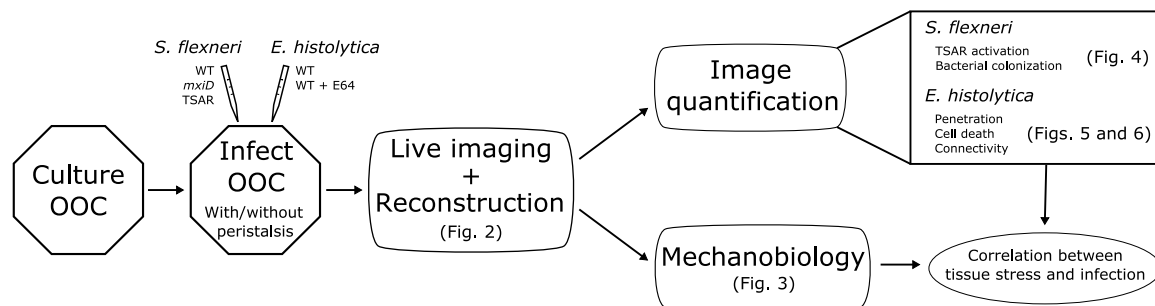 S. flexneri
WT
mxiD
TSAR
E. histolytica
WT
WT + E64
Culture
OOC
Infect
OOC
With/without
peristalsis
Live imaging
+
Reconstruction
(Fig. 2)
Image
quantification
S. flexneri
TSAR activation
Bacterial colonization
(Fig. 4)
E. histolytica
Penetration
Cell death
Connectivity
(Figs. 5 and 6)
Mechanobiology
(Fig. 3)
Correlation between
tissue stress and infection